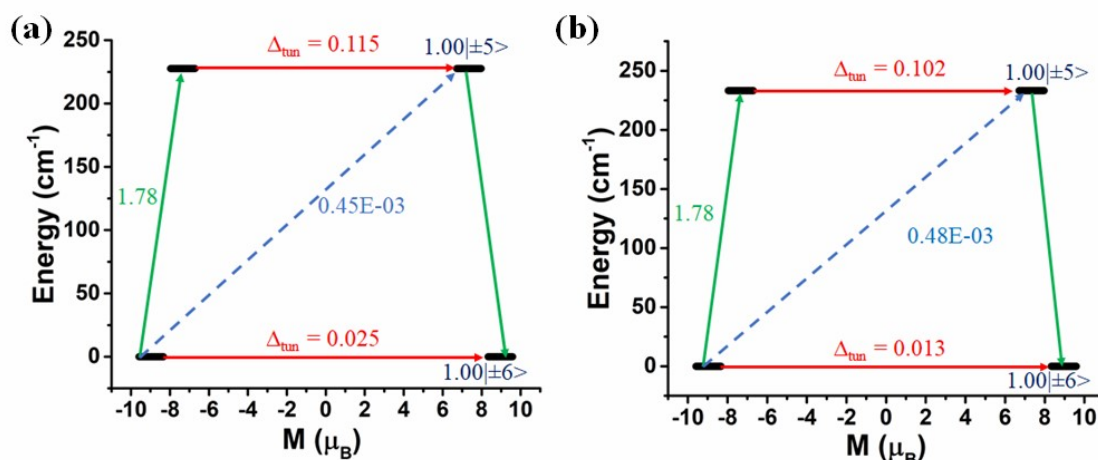 (a)
Energy (cm⁻¹)
250
200
150
100
50
0
Δtun = 0.115
1.00|±5>
1.78
0.45E-03
Δtun = 0.025
1.00|±6>
-10 -8 -6 -4 -2 0 2 4 6 8 10
M (μB)
(b)
Energy (cm⁻¹)
250
200
150
100
50
0
Δtun = 0.102
1.00|±5>
1.78
0.48E-03
Δtun = 0.013
1.00|±6>
-10 -8 -6 -4 -2 0 2 4 6 8 10
M (μB)